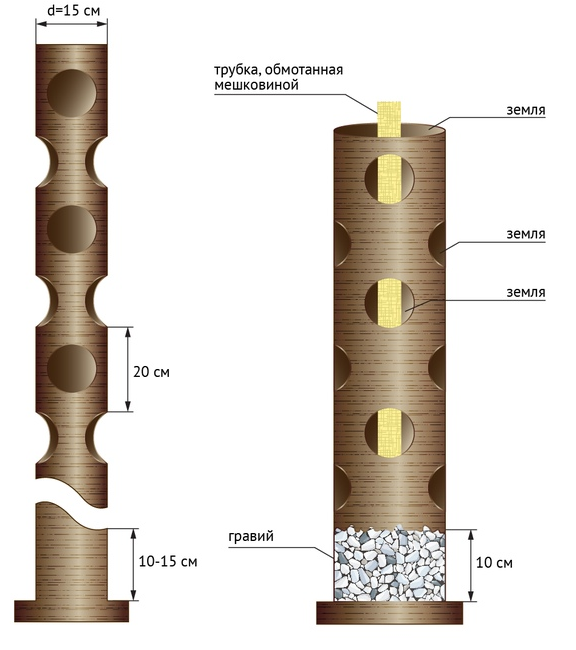 d=15 см
трубка, обмотанная
мешковиной
земля
земля
земля
20 см
гравий
10-15 см
10 см